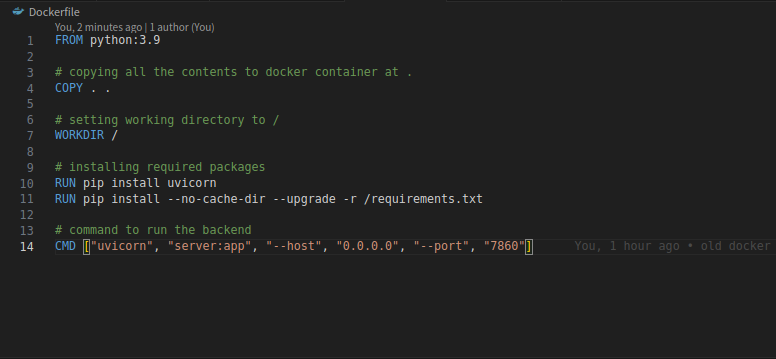 Dockerfile
You, 2 minutes ago | 1 author (You)
1 FROM python:3.9
2
3 # copying all the contents to docker container at .
4 COPY . .
5
6 # setting working directory to /
7 WORKDIR /
8
9 # installing required packages
10 RUN pip install uvicorn
11 RUN pip install --no-cache-dir --upgrade -r /requirements.txt
12
13 # command to run the backend
14 CMD ["uvicorn", "server:app", "--host", "0.0.0.0", "--port", "7860"] You, 1 hour ago • old docker